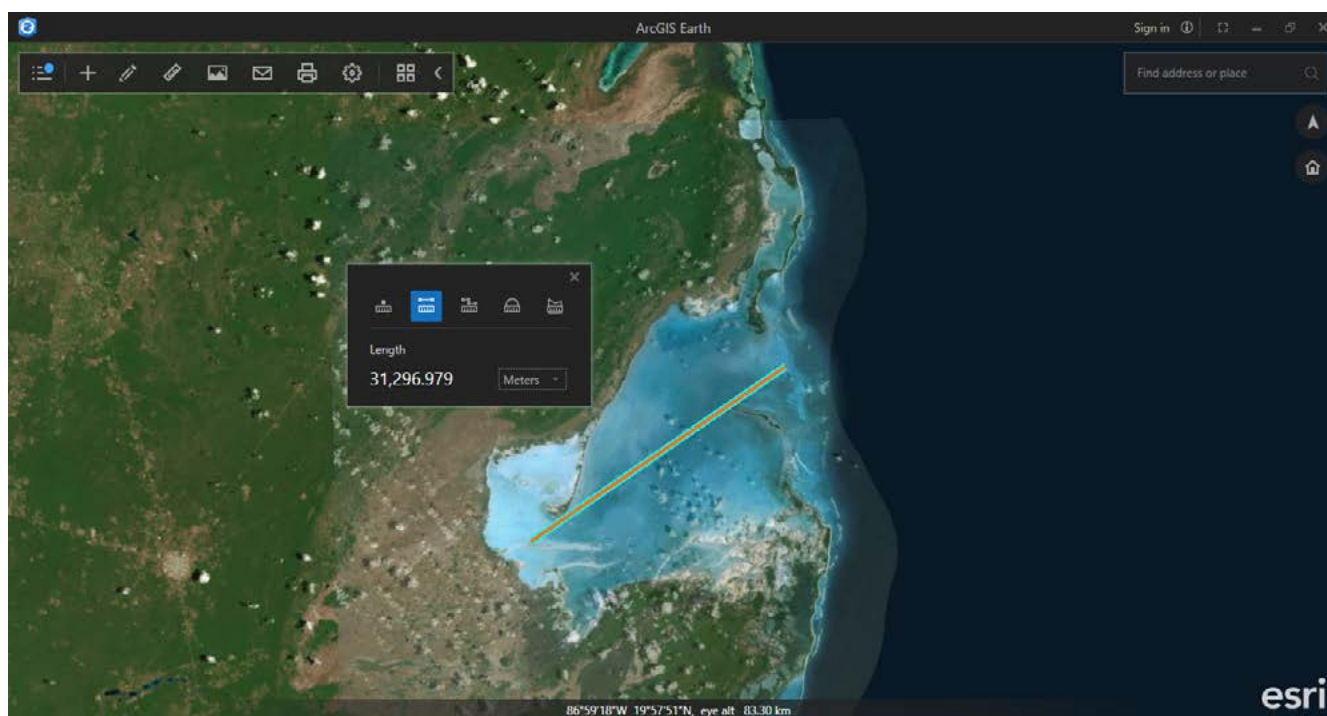 ArcGIS Earth
Sign in
Find address or place
Length
31,296.979
Meters
86°59'18"W 19°57'51"N, eye alt 83.30 km
esri